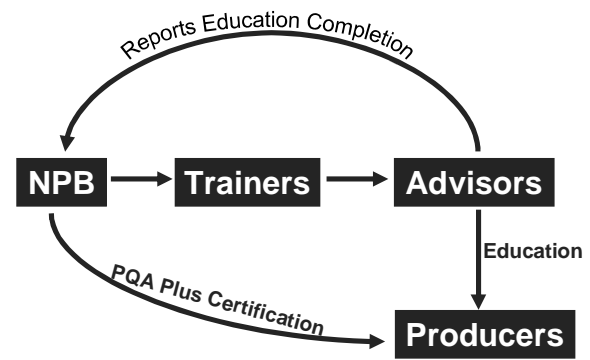 Reports Education Completion
NPB
Trainers
Advisors
Education
PQA Plus Certification
Producers